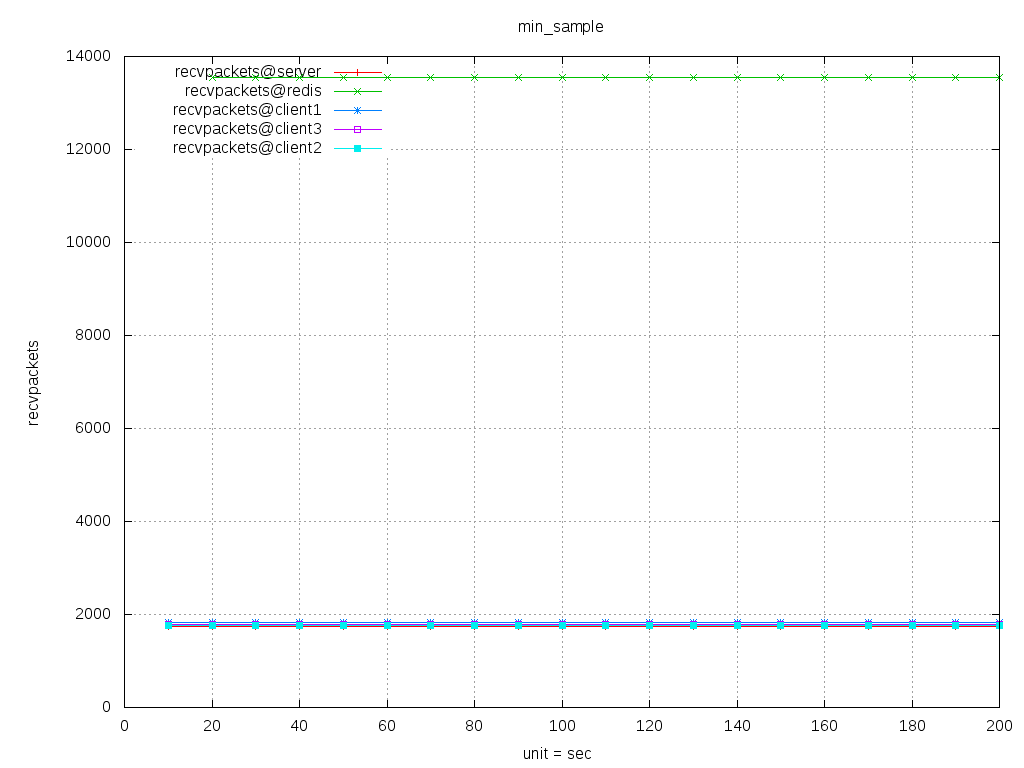 min_sample
14000
12000
10000
8000
6000
4000
2000
0
recvpackets
recvpackets@server
recvpackets@redis
recvpackets@client1
recvpackets@client3
recvpackets@client2
0 20 40 60 80 100 120 140 160 180 200
unit = sec